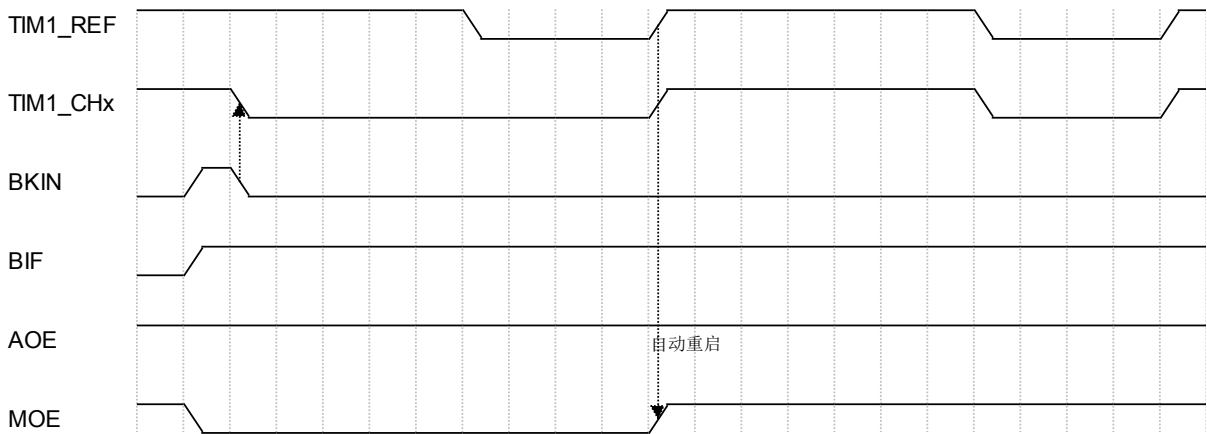 TIM1_REF
TIM1_CHx
BKIN
BIF
AOE
自动重启
MOE